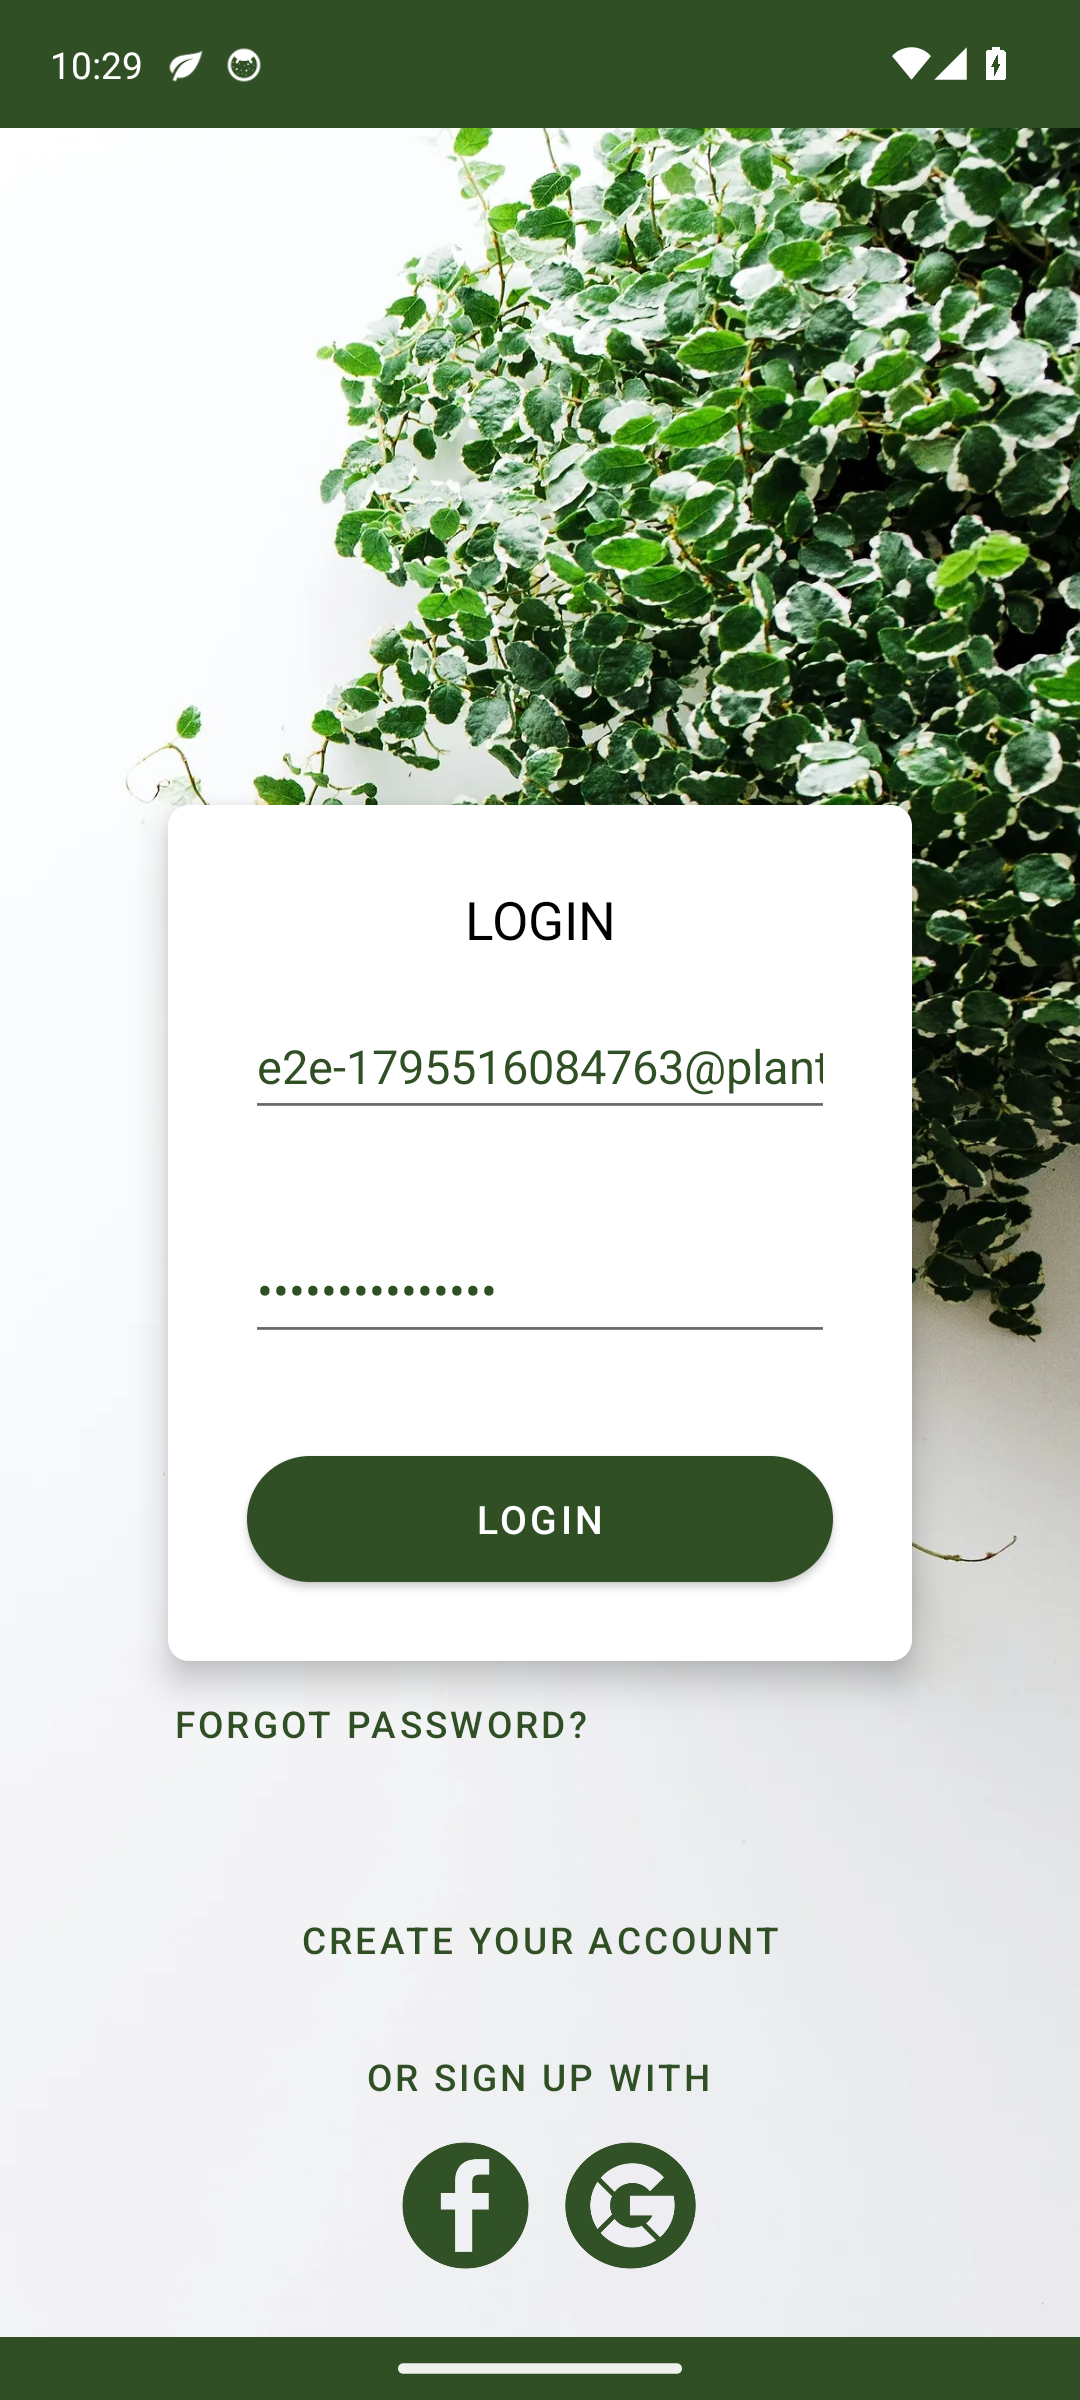 10:29
LOGIN
e2e-1795516084763@plant
•••••••••••••••
LOGIN
FORGOT PASSWORD?
CREATE YOUR ACCOUNT
OR SIGN UP WITH
f G